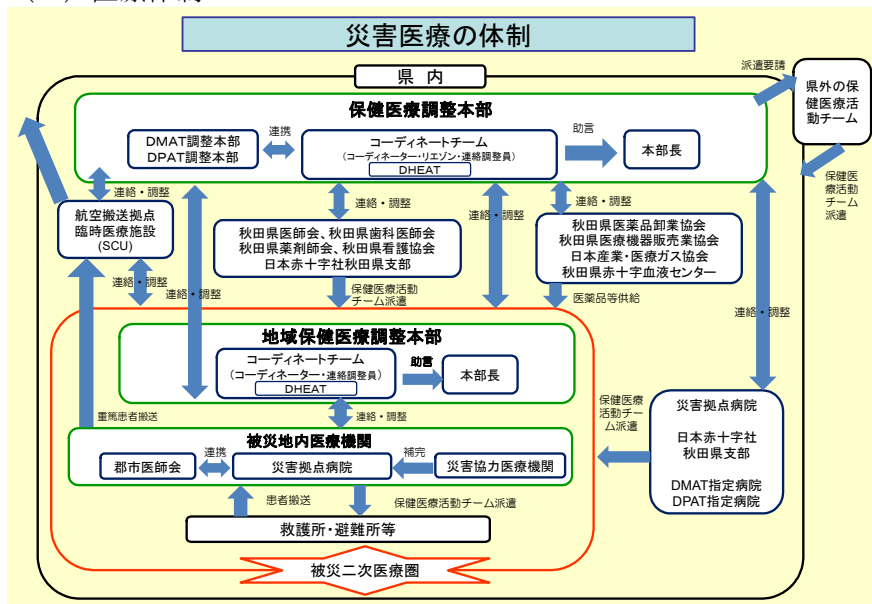 災害医療の体制
県 内
派遣要請
県外の保
健医療活
動チーム
保健医
療活動
チーム
派遣
保健医療調整本部
DMAT調整本部
DPAT調整本部
連携
コーディネートチーム
(コーディネーター・リエゾン・連絡調整員)
DHEAT
助言
本部長
連絡・調整
連絡・調整
連絡・調整
連絡・調整
連絡・調整
連絡・調整
連絡・調整
連絡・調整
航空搬送拠点
臨時医療施設
(SCU)
秋田県医師会、秋田県歯科医師会
秋田県薬剤師会、秋田県看護協会
日本赤十字社秋田県支部
秋田県医薬品卸業協会
秋田県医療機器販売業協会
日本産業・医療ガス協会
秋田県赤十字血液センター
保健医療活動
チーム派遣
医薬品等供給
地域保健医療調整本部
コーディネートチーム
(コーディネーター・連絡調整員)
DHEAT
助言
本部長
重篤患者搬送
被災地内医療機関
郡市医師会
連携
災害拠点病院
補完
災害協力医療機関
患者搬送
保健医療活動チーム派遣
救護所・避難所等
被災二次医療圏
保健医療
活動チー
ム派遣
災害拠点病院
日本赤十字社
秋田県支部
DMAT指定病院
DPAT指定病院